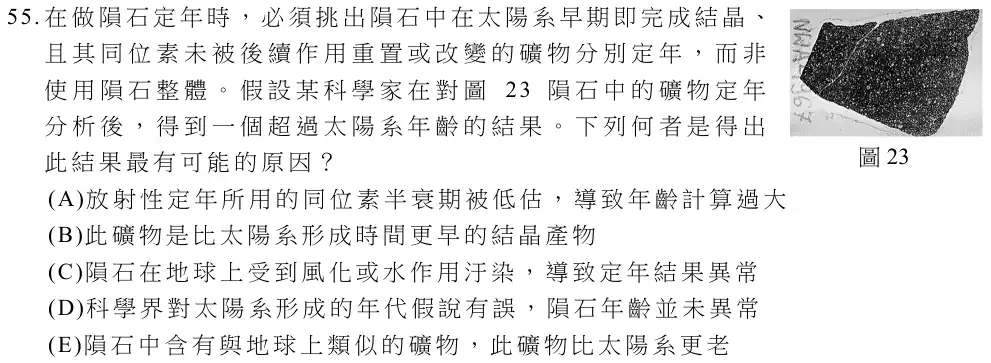 55.在做隕石定年時，必須挑出隕石中在太陽系早期即完成結晶、
且其同位素未被後續作用重置或改變的礦物分別定年，而非
使用隕石整體。假設某科學家在對圖 23 隕石中的礦物定年
分析後，得到一個超過太陽系年齡的結果。下列何者是得出
此結果最有可能的原因？
圖 23
(A)放射性定年所用的同位素半衰期被低估，導致年齡計算過大
(B)此礦物是比太陽系形成時間更早的結晶產物
(C)隕石在地球上受到風化或水作用汙染，導致定年結果異常
(D)科學界對太陽系形成的年代假說有誤，隕石年齡並未異常
(E)隕石中含有與地球上類似的礦物，此礦物比太陽系更老